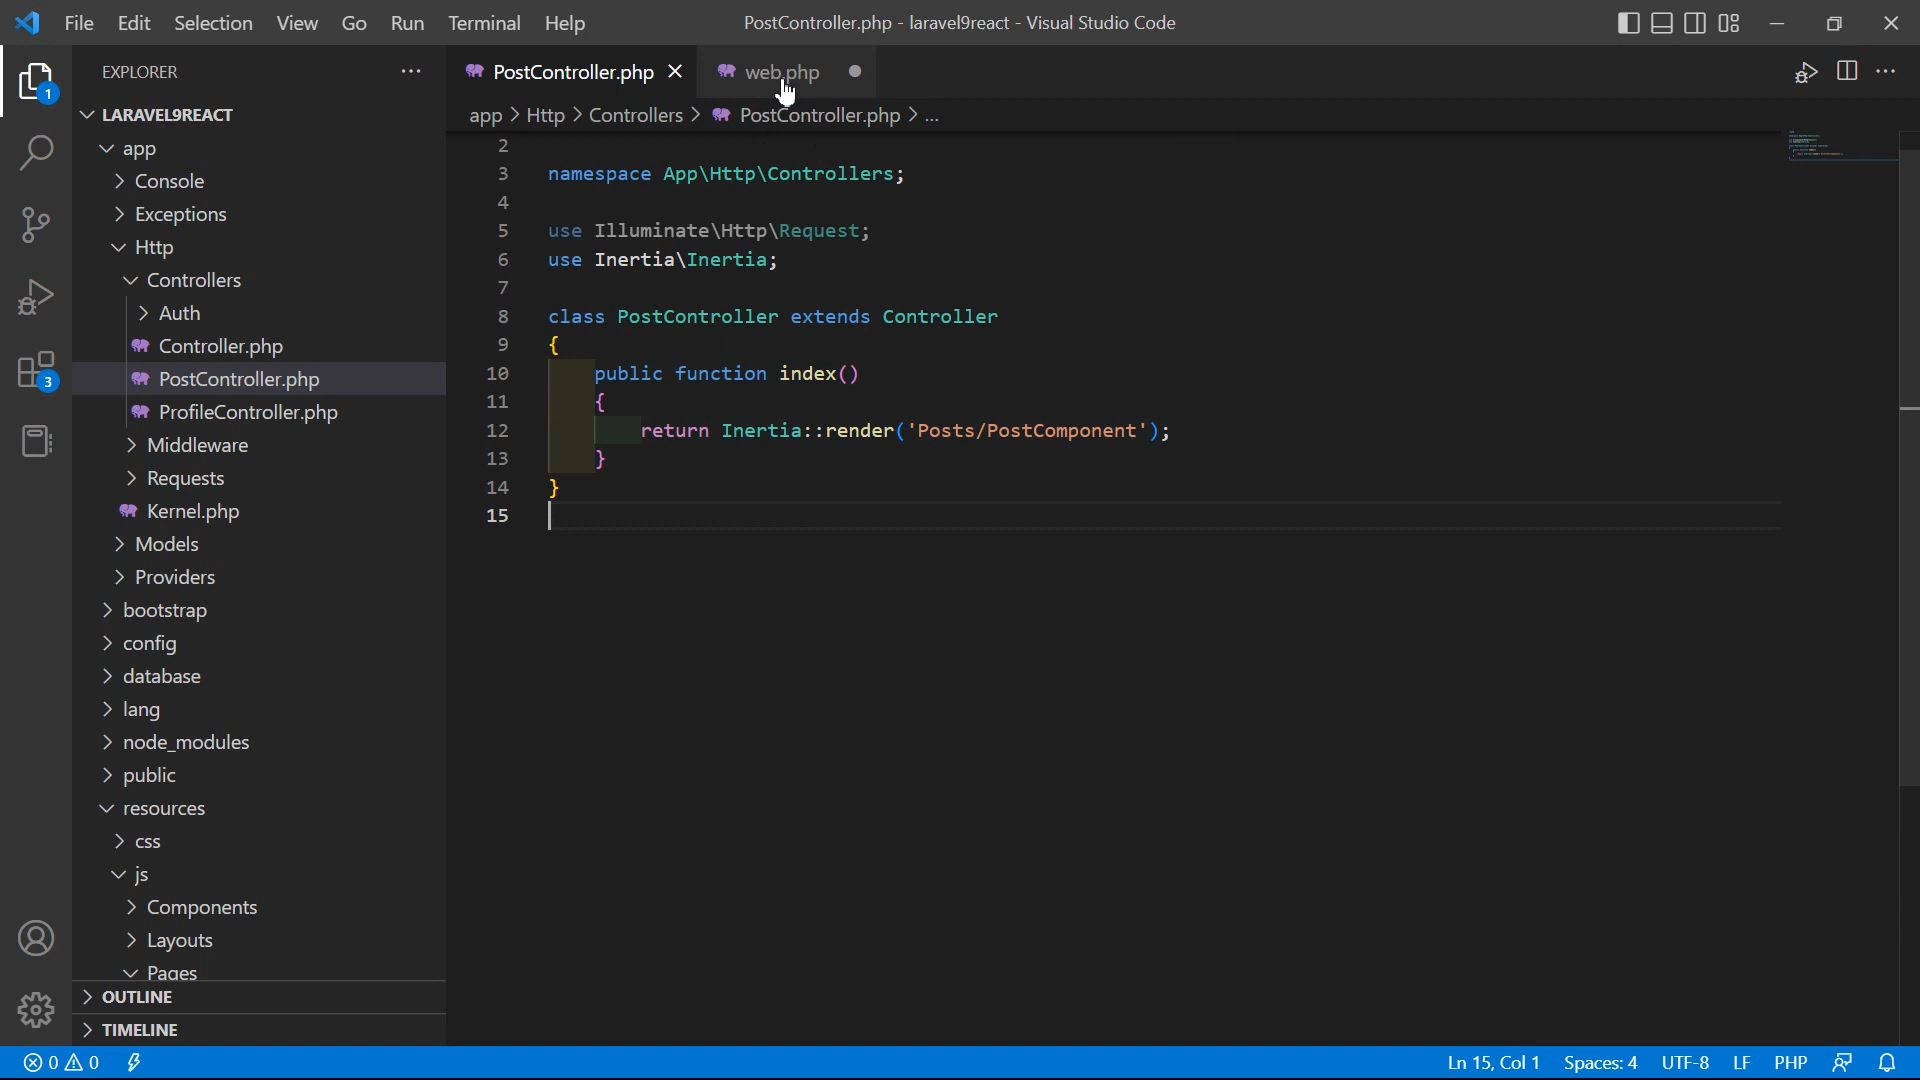 File Edit Selection View Go Run Terminal Help
PostController.php - laravel9react - Visual Studio Code
EXPLORER
1
LARAVEL9REACT
app
Console
Exceptions
Http
Controllers
Auth
Controller.php
PostController.php
3
ProfileController.php
Middleware
Requests
Kernel.php
Models
Providers
bootstrap
config
database
lang
node_modules
public
resources
css
js
Components
Layouts
Pages
OUTLINE
TIMELINE
PostController.php web.php
app > Http > Controllers > PostController.php > ...
2
3 namespace App\Http\Controllers;
4
5 use Illuminate\Http\Request;
6 use Inertia\Inertia;
7
8 class PostController extends Controller
9 {
10 public function index()
11 {
12 return Inertia::render('Posts/PostComponent');
13 }
14 }
15
0 0
Ln 15, Col 1 Spaces: 4 UTF-8 LF PHP